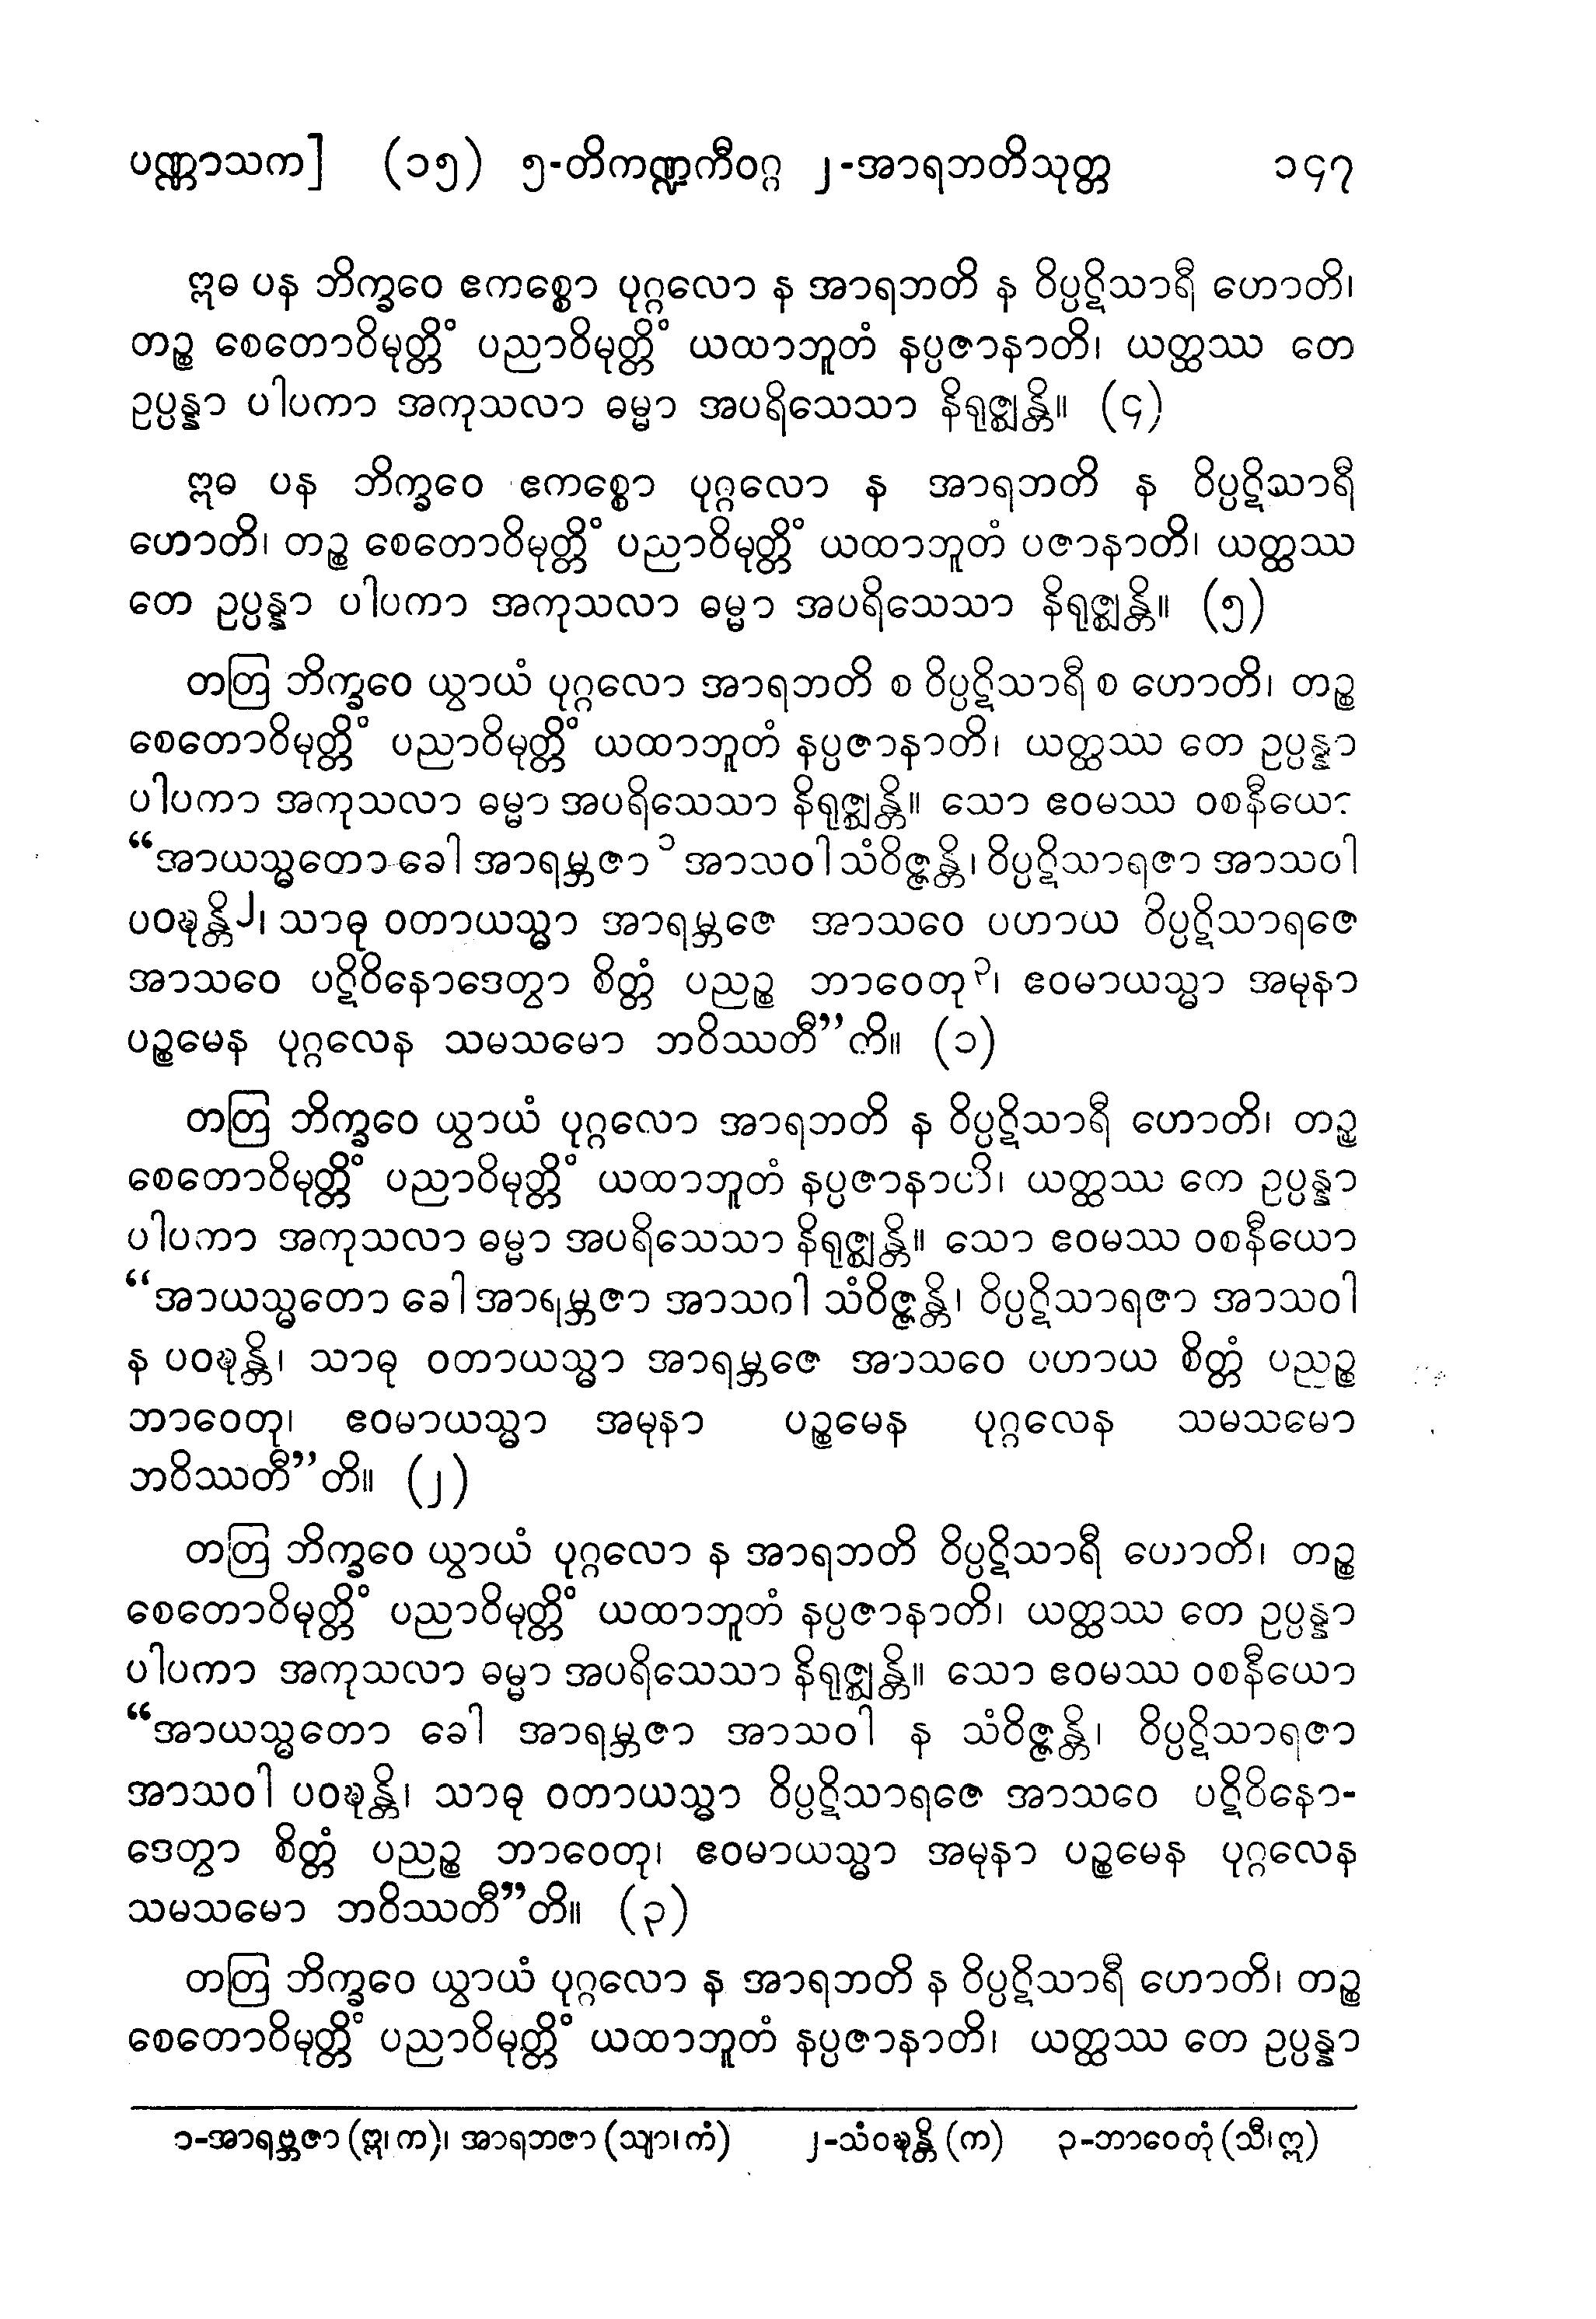 ပဏ္ဏာသက] (၁၅) ၅-တိကဏ္ဍကီဝဂ္ဂ ၂-အာရဘတိသုတ္တ ၁၄၇
ဣဓ ပန ဘိက္ခဝေ ဧကစ္စော ပုဂ္ဂလော န အာရဘတိ န ဝိပ္ပဋိသာရီ ဟောတိ၊
တဉ္စ စေတောဝိမုတ္တိံ ပညာဝိမုတ္တိံ ယထာဘူတံ နပ္ပဇာနာတိ၊ ယတ္ထဿ တေ
ဥပ္ပန္နာ ပါပကာ အကုသလာ ဓမ္မာ အပရိသေသာ နိရုဇ္ဈန္တိ။ (၄)
ဣဓ ပန ဘိက္ခဝေ ဧကစ္စော ပုဂ္ဂလော န အာရဘတိ န ဝိပ္ပဋိသာရီ
ဟောတိ၊ တဉ္စ စေတောဝိမုတ္တိံ ပညာဝိမုတ္တိံ ယထာဘူတံ ပဇာနာတိ၊ ယတ္ထဿ
တေ ဥပ္ပန္နာ ပါပကာ အကုသလာ ဓမ္မာ အပရိသေသာ နိရုဇ္ဈန္တိ။ (၅)
တတြ ဘိက္ခဝေ ယွာယံ ပုဂ္ဂလော အာရဘတိ စ ဝိပ္ပဋိသာရီ စ ဟောတိ၊ တဉ္စ
စေတောဝိမုတ္တိံ ပညာဝိမုတ္တိံ ယထာဘူတံ နပ္ပဇာနာတိ၊ ယတ္ထဿ တေ ဥပ္ပန္နာ
ပါပကာ အကုသလာ ဓမ္မာ အပရိသေသာ နိရုဇ္ဈန္တိ။ သော ဧဝမဿ ဝစနီယော
“အာယသ္မတော ခေါ အာရမ္ဘဇာ ၁ အာသဝါ သံဝိဇ္ဇန္တိ၊ ဝိပ္ပဋိသာရဇာ အာသဝါ
ပဝဍ္ဎန္တိ၂၊ သာဓု ဝတာယသ္မာ အာရမ္ဘဇေ အာသဝေ ပဟာယ ဝိပ္ပဋိသာရဇေ
အာသဝေ ပဋိဝိနောဒေတွာ စိတ္တံ ပညဉ္စ ဘာဝေတု၃၊ ဧဝမာယသ္မာ အမုနာ
ပဉ္စမေန ပုဂ္ဂလေန သမသမော ဘဝိဿတီ”တိ။ (၁)
တတြ ဘိက္ခဝေ ယွာယံ ပုဂ္ဂလော အာရဘတိ န ဝိပ္ပဋိသာရီ ဟောတိ၊ တဉ္စ
စေတောဝိမုတ္တိံ ပညာဝိမုတ္တိံ ယထာဘူတံ နပ္ပဇာနာတိ၊ ယတ္ထဿ တေ ဥပ္ပန္နာ
ပါပကာ အကုသလာ ဓမ္မာ အပရိသေသာ နိရုဇ္ဈန္တိ။ သော ဧဝမဿ ဝစနီယော
“အာယသ္မတော ခေါ အာရမ္ဘဇာ အာသဝါ သံဝိဇ္ဇန္တိ၊ ဝိပ္ပဋိသာရဇာ အာသဝါ
န ပဝဍ္ဎန္တိ၊ သာဓု ဝတာယသ္မာ အာရမ္ဘဇေ အာသဝေ ပဟာယ စိတ္တံ ပညဉ္စ
ဘာဝေတု၊ ဧဝမာယသ္မာ အမုနာ ပဉ္စမေန ပုဂ္ဂလေန သမသမော
ဘဝိဿတီ”တိ။ (၂)
တတြ ဘိက္ခဝေ ယွာယံ ပုဂ္ဂလော န အာရဘတိ ဝိပ္ပဋိသာရီ ဟောတိ၊ တဉ္စ
စေတောဝိမုတ္တိံ ပညာဝိမုတ္တိံ ယထာဘူတံ နပ္ပဇာနာတိ၊ ယတ္ထဿ တေ ဥပ္ပန္နာ
ပါပကာ အကုသလာ ဓမ္မာ အပရိသေသာ နိရုဇ္ဈန္တိ။ သော ဧဝမဿ ဝစနီယော
“အာယသ္မတော ခေါ အာရမ္ဘဇာ အာသဝါ န သံဝိဇ္ဇန္တိ၊ ဝိပ္ပဋိသာရဇာ
အာသဝါ ပဝဍ္ဎန္တိ၊ သာဓု ဝတာယသ္မာ ဝိပ္ပဋိသာရဇေ အာသဝေ ပဋိဝိနော-
ဒေတွာ စိတ္တံ ပညဉ္စ ဘာဝေတု၊ ဧဝမာယသ္မာ အမုနာ ပဉ္စမေန ပုဂ္ဂလေန
သမသမော ဘဝိဿတီ”တိ။ (၃)
တတြ ဘိက္ခဝေ ယွာယံ ပုဂ္ဂလော န အာရဘတိ န ဝိပ္ပဋိသာရီ ဟောတိ၊ တဉ္စ
စေတောဝိမုတ္တိံ ပညာဝိမုတ္တိံ ယထာဘူတံ နပ္ပဇာနာတိ၊ ယတ္ထဿ တေ ဥပ္ပန္နာ
၁-အာရဗ္ဘဇာ (ဣ၊ က)၊ အာရဘဇာ (သျာ၊ ကံ) ၂-သံဝဍ္ဎန္တိ (က) ၃-ဘာဝေတုံ (သီ၊ ဣ)